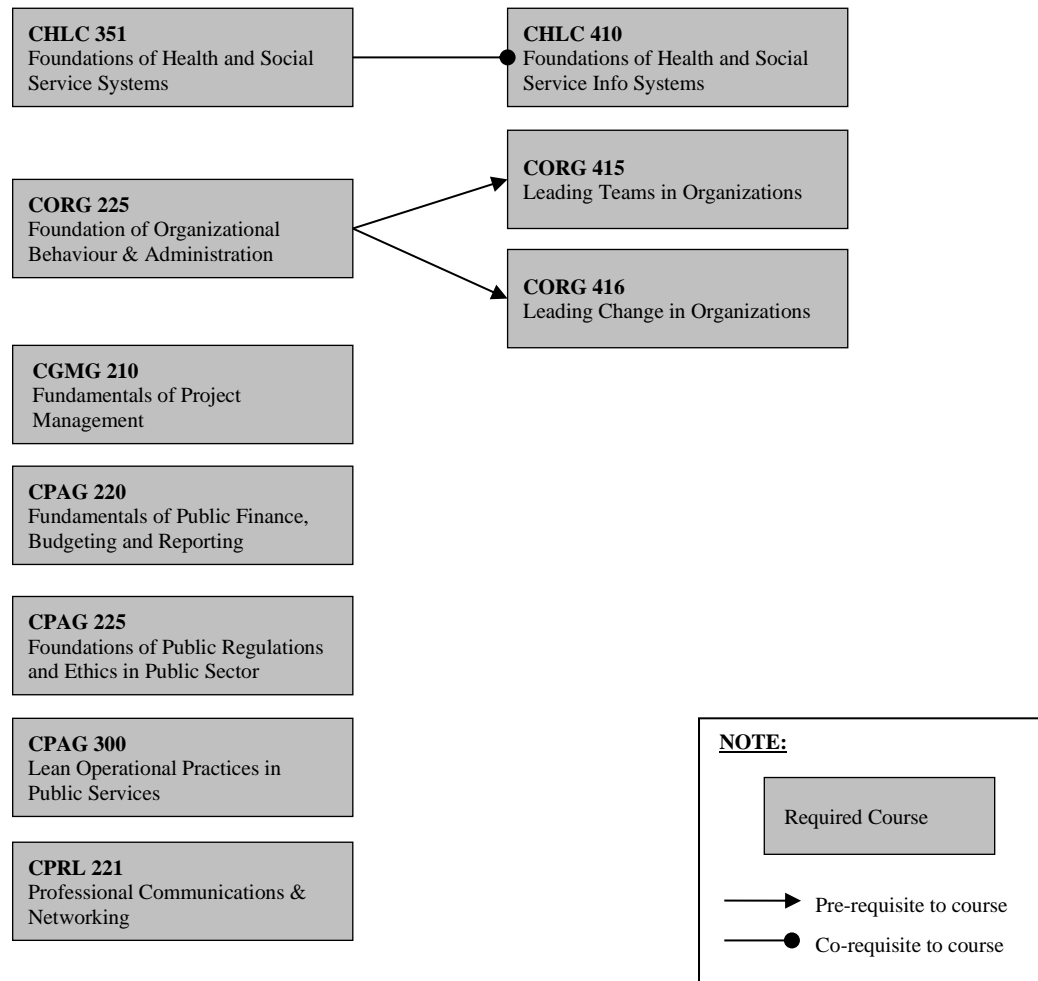 CHLC 351
Foundations of Health and Social
Service Systems
CHLC 410
Foundations of Health and Social
Service Info Systems
CORG 415
Leading Teams in Organizations
CORG 225
Foundation of Organizational
Behaviour & Administration
CORG 416
Leading Change in Organizations
CGMG 210
Fundamentals of Project
Management
CPAG 220
Fundamentals of Public Finance,
Budgeting and Reporting
CPAG 225
Foundations of Public Regulations
and Ethics in Public Sector
CPAG 300
Lean Operational Practices in
Public Services
CPRL 221
Professional Communications &
Networking
NOTE:
Required Course
Pre-requisite to course
Co-requisite to course